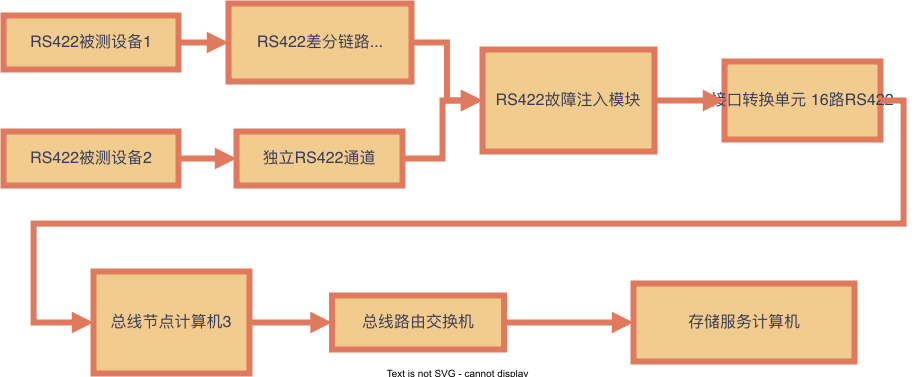 RS422被测设备1
RS422差分链路...
RS422故障注入模块
接口转换单元 16路RS422
RS422被测设备2
独立RS422通道
总线节点计算机3
总线路由交换机
存储服务计算机
Text is not SVG - cannot display